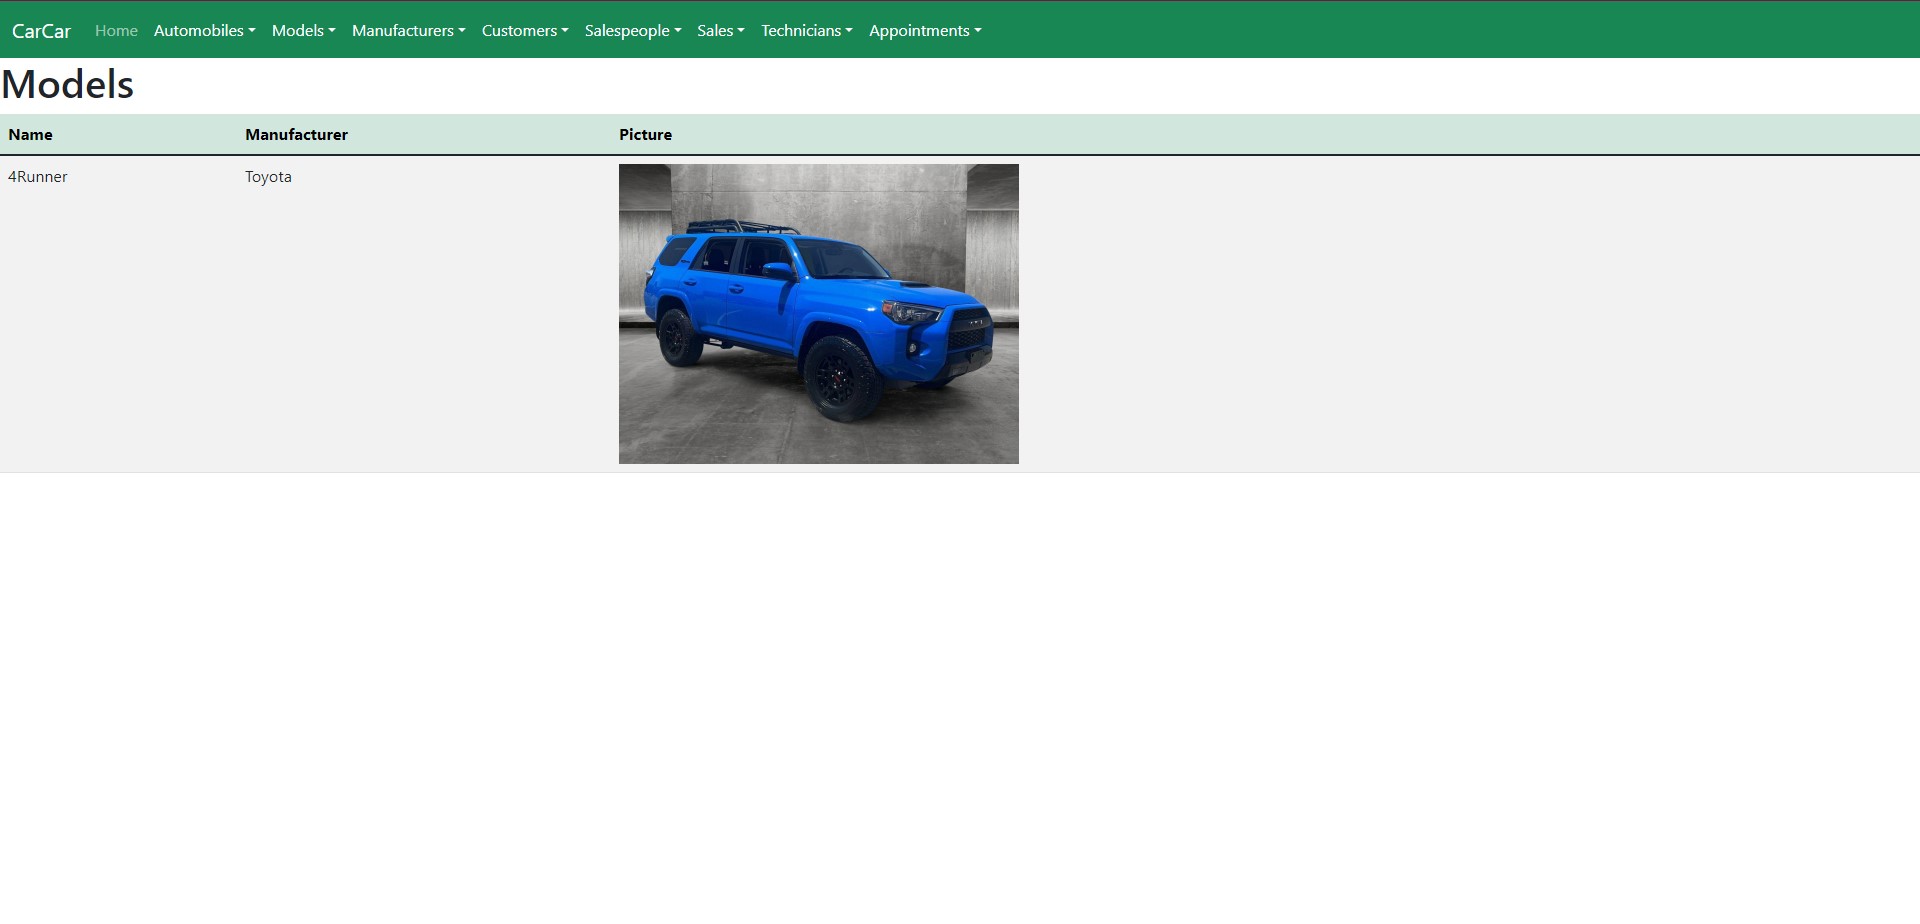 CarCar Home Automobiles Models Manufacturers Customers Salespeople Sales Technicians Appointments
Models
Name Manufacturer Picture
4Runner Toyota